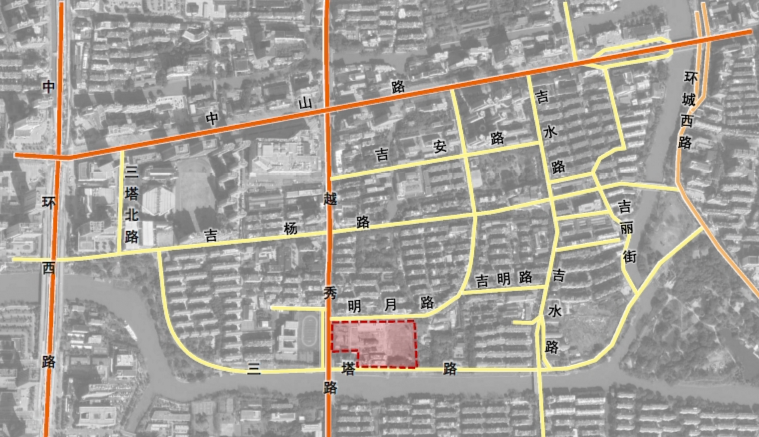 中环西路
中山路
三塔北路
越秀路
吉安路
吉水路
环城西路
吉杨路
吉丽街
吉明路
吉水路
明月路
三塔路